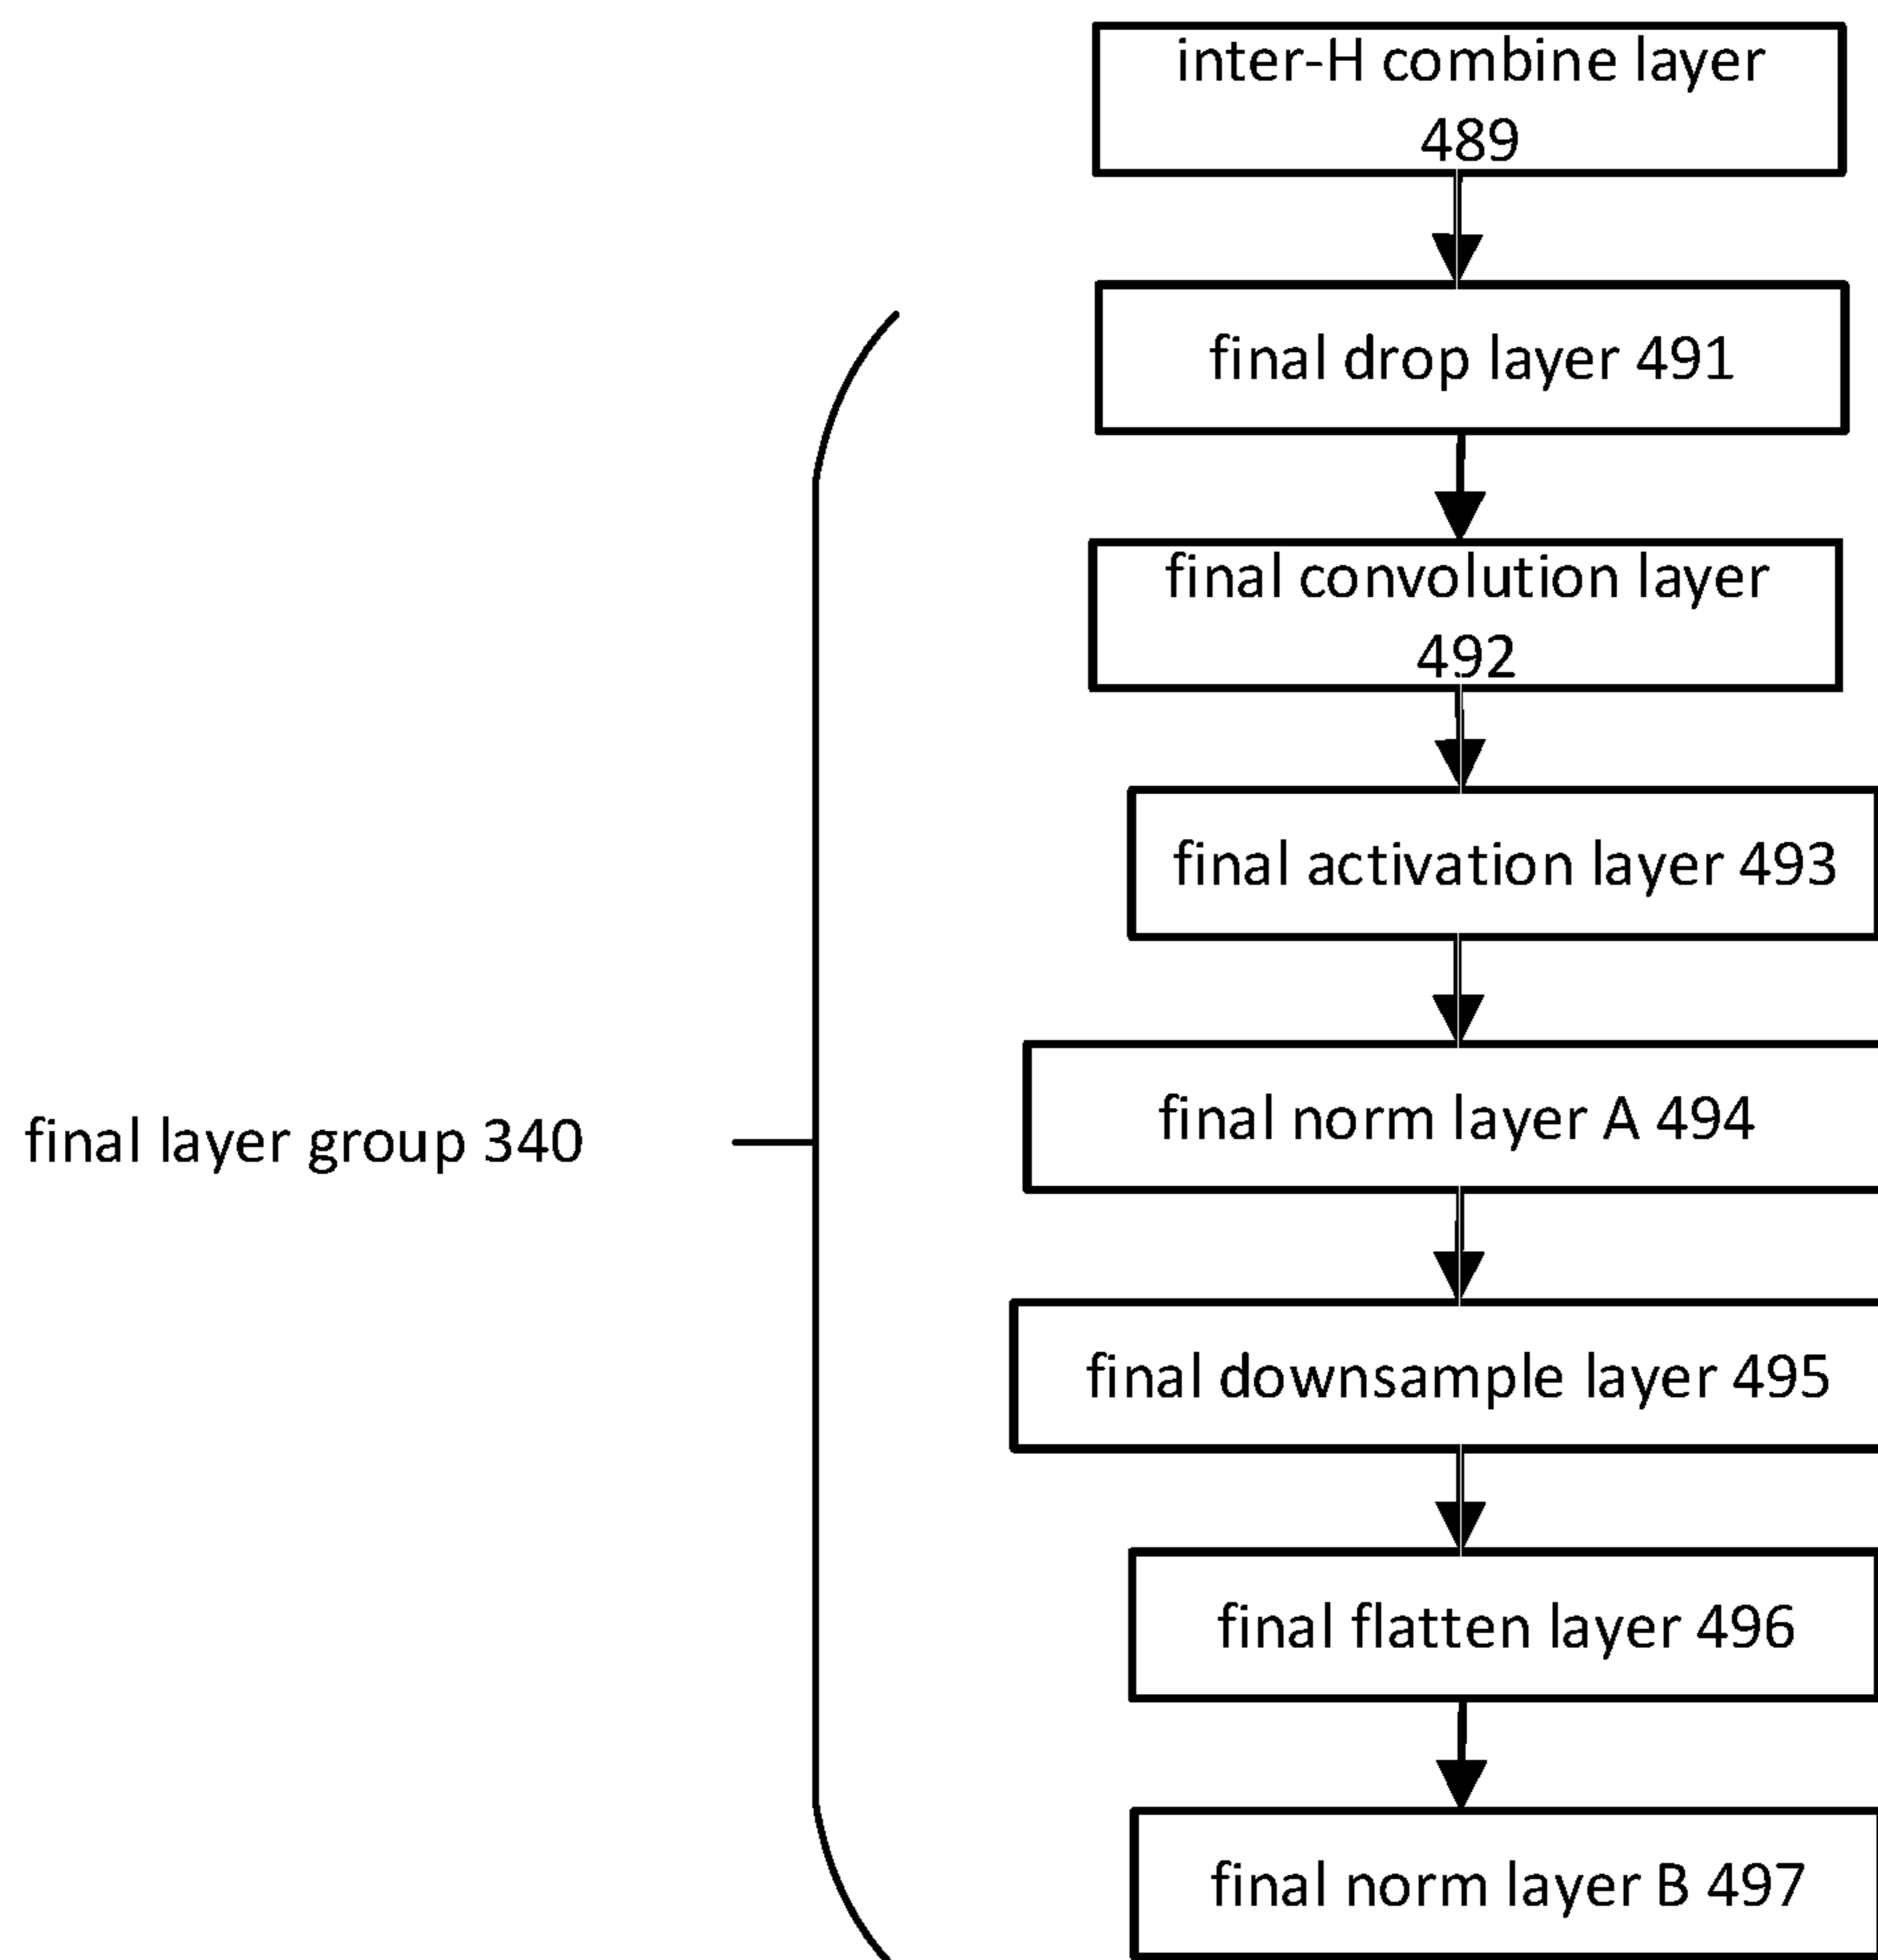 inter-H combine layer
489
final drop layer 491
final convolution layer
492
final activation layer 493
final norm layer A 494
final layer group 340
final downsample layer 495
final flatten layer 496
final norm layer B 497